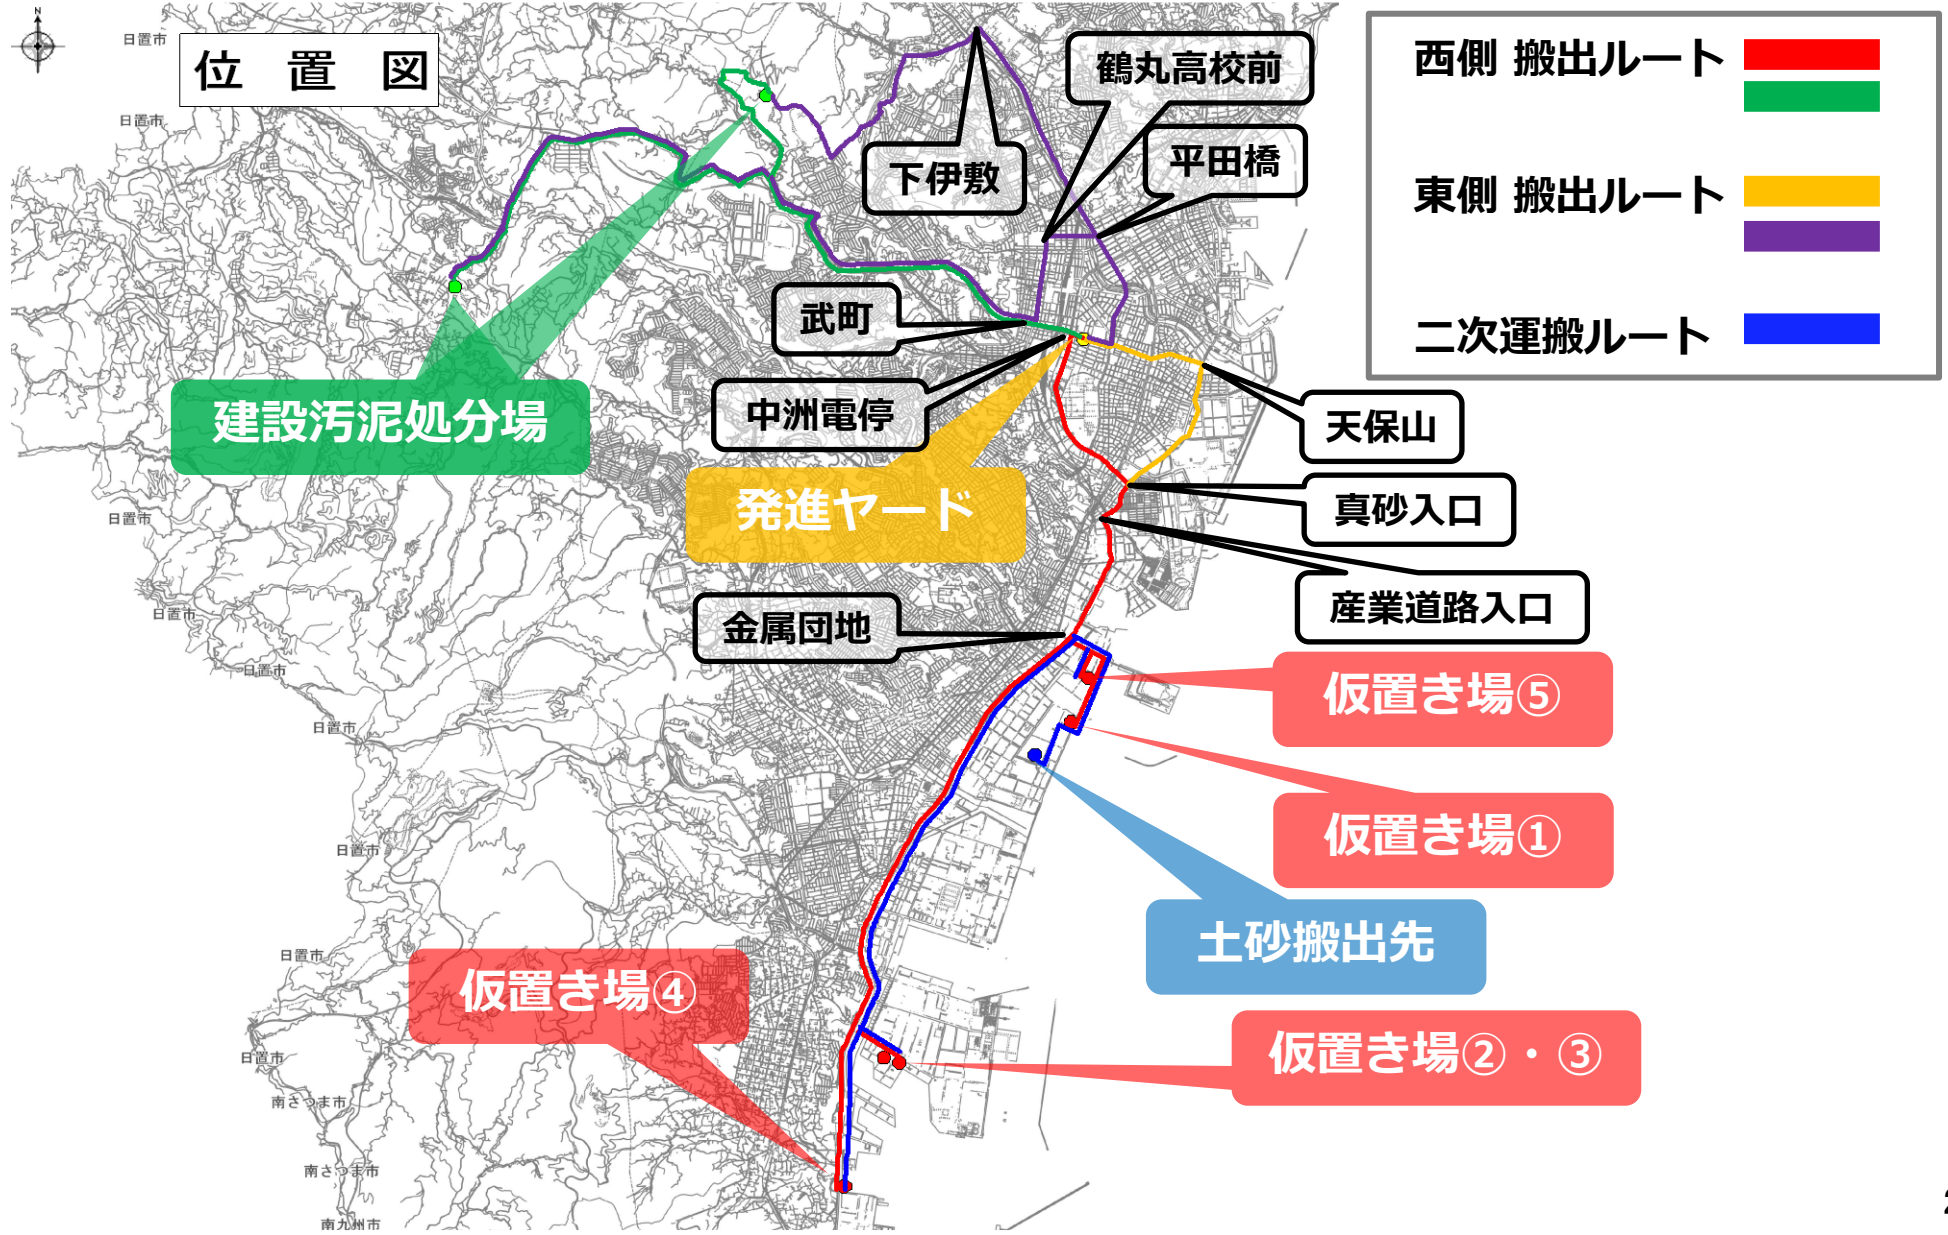 N
日置市
位 置 図
鶴丸高校前
西側 搬出ルート
日置市
下伊敷
平田橋
東側 搬出ルート
武町
二次運搬ルート
建設汚泥処分場
中洲電停
天保山
発進ヤード
真砂入口
日置市
産業道路入口
日置市
金属団地
日置市
仮置き場⑤
日置市
仮置き場①
日置市
土砂搬出先
日置市
仮置き場④
仮置き場②・③
日置市
南さつま市
南さつま市
南九州市